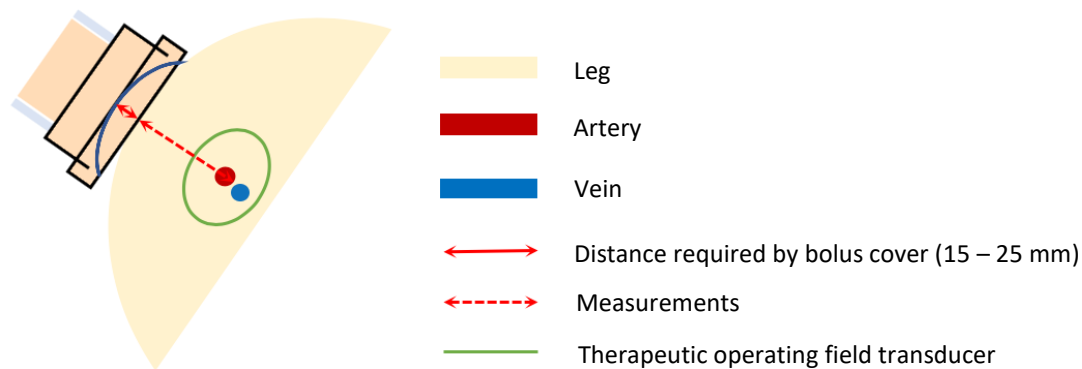 Leg
Artery
Vein
Distance required by bolus cover (15 – 25 mm)
Measurements
Therapeutic operating field transducer